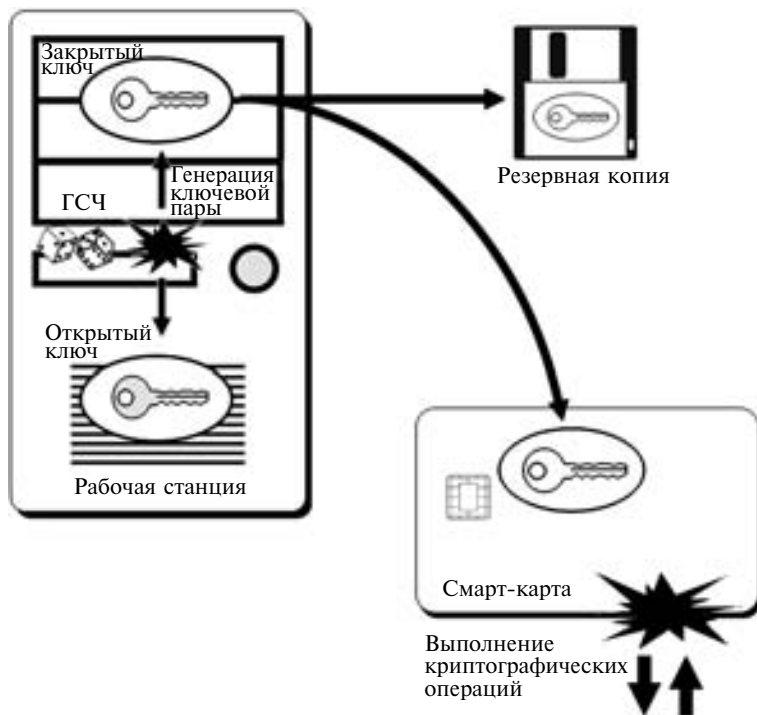 Закрытый
ключ
Генерация
ключевой
пары
ГСЧ
Открытый
ключ
Рабочая станция
Резервная копия
Смарт-карта
Выполнение
криптографических
операций